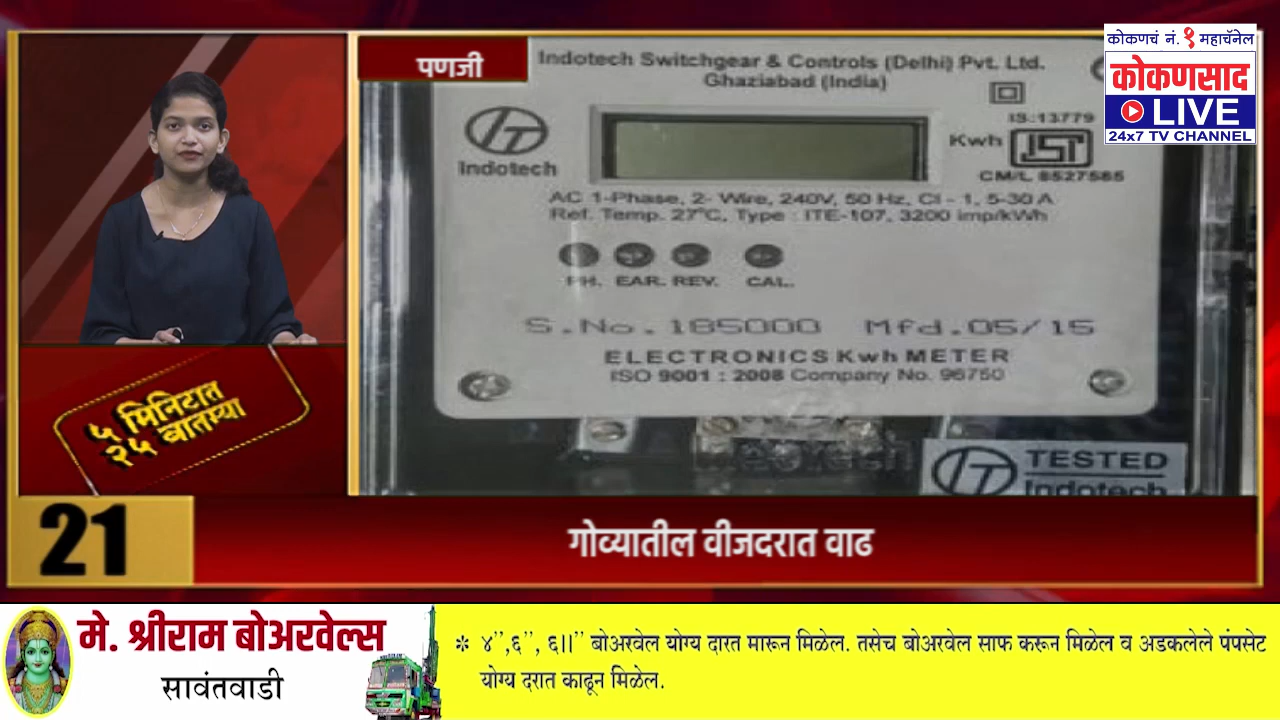 कोकणचं नं.१ महाचॅनेल
कोकणसाद
LIVE
24x7 TV CHANNEL
पणजी
Indotech Switchgear & Controls (Delhi) Pvt. Ltd.
Ghaziabad (India)
IT
Indotech
IS:13779
Kwh
CM/L 8527585
AC 1-Phase, 2- Wire, 240V, 50 Hz, Cl - 1, 5-30 A
Ref. Temp. 27°C, Type : ITE-107, 3200 imp/kWh
PH. EAR. REV. CAL.
S.No.185000 Mfd.05/15
ELECTRONICS Kwh METER
ISO 9001 : 2008 Company No. 96750
IT TESTED
Indotech
५ मिनिटात
२५ बातम्या
21
गोव्यातील वीजदरात वाढ
मे. श्रीराम बोअरवेल्स
सावंतवाडी
* ४’’,६’’, ६॥’’ बोअरवेल योग्य दारत मारून मिळेल. तसेच बोअरवेल साफ करून मिळेल व अडकलेले पंपसेट
योग्य दरात काढून मिळेल.